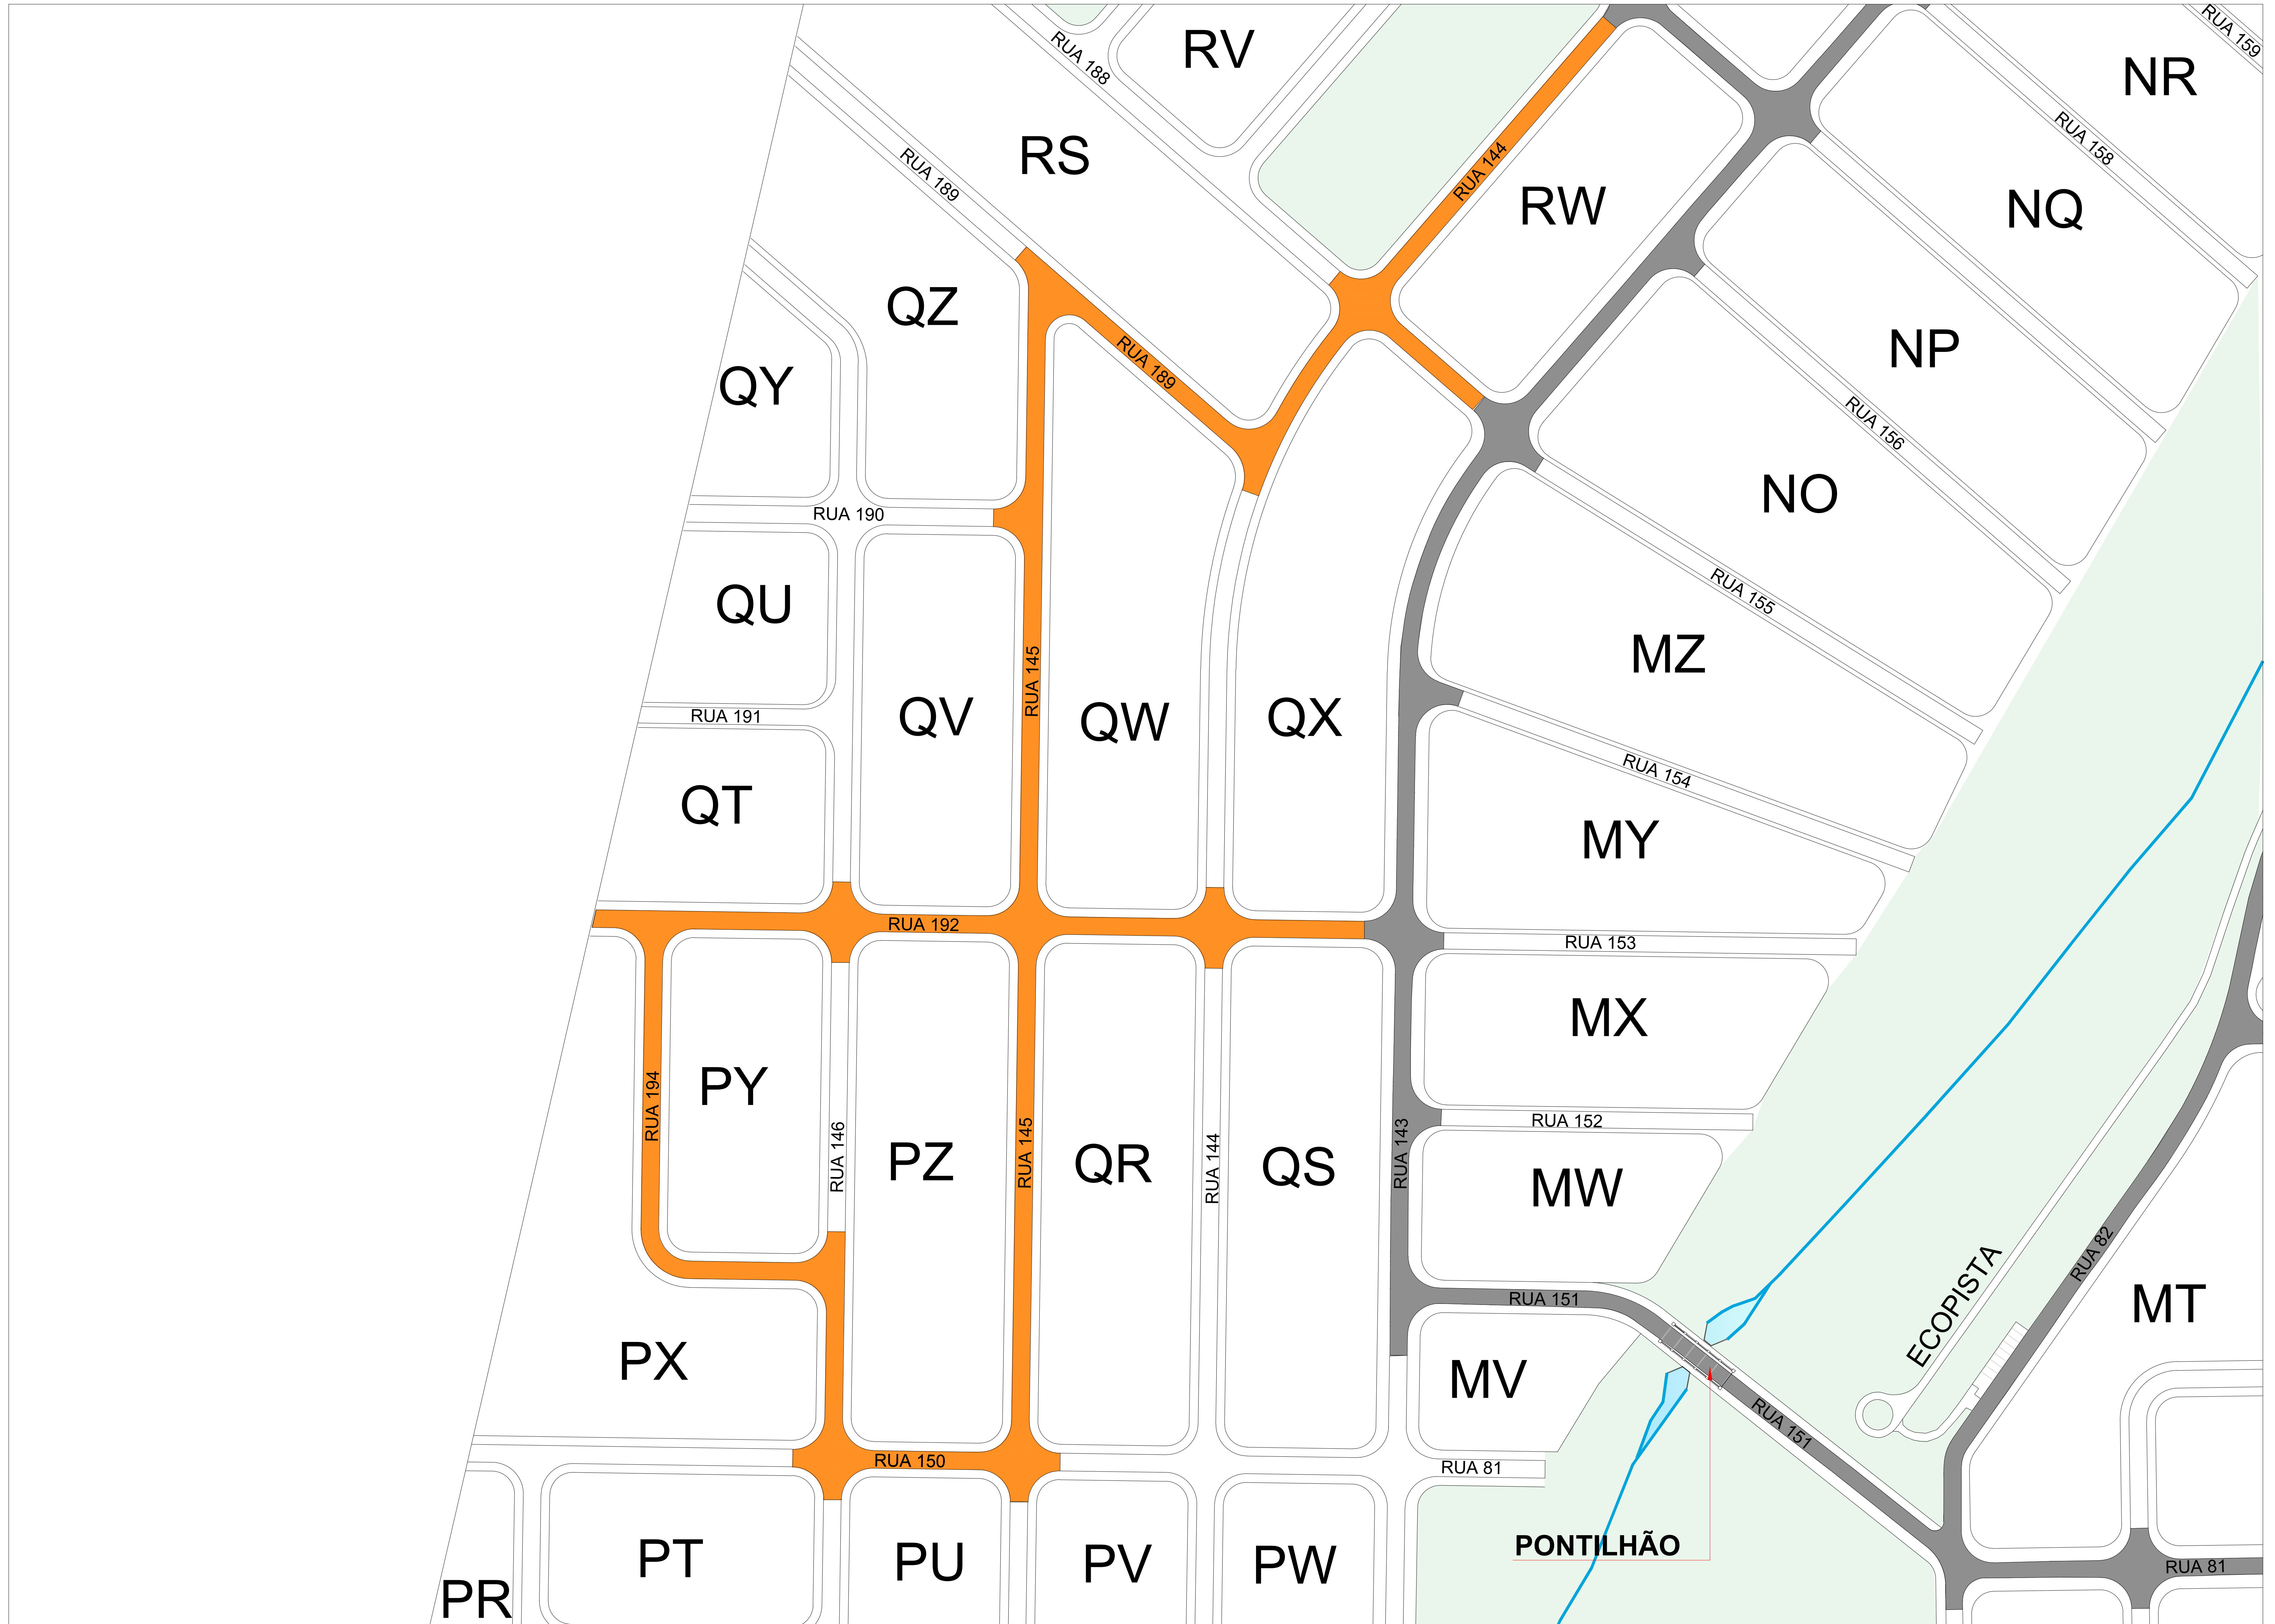 RUA 159
RV
NR
RUA 188
RUA 158
RS
RUA 144
RUA 189
RW
NQ
QZ
NP
RUA 189
QY
RUA 156
NO
RUA 190
RUA 155
QU
MZ
RUA 145
RUA 191
QV
QW
QX
RUA 154
QT
MY
RUA 192
RUA 153
MX
PY
RUA 194
RUA 146
RUA 145
RUA 144
RUA 143
RUA 152
PZ
QR
QS
MW
RUA 82
RUA 151
ECOPISTA
MT
PX
MV
RUA 151
RUA 150
RUA 81
PONTILHÃO
PT
PU
PV
PW
RUA 81
PR